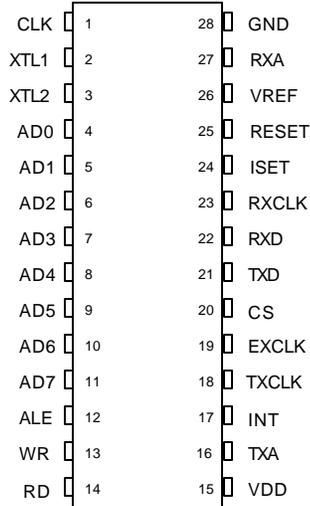 CLK 1 28 GND
XTL1 2 27 RXA
XTL2 3 26 VREF
AD0 4 25 RESET
AD1 5 24 ISET
AD2 6 23 RXCLK
AD3 7 22 RXD
AD4 8 21 TXD
AD5 9 20 CS
AD6 10 19 EXCLK
AD7 11 18 TXCLK
ALE 12 17 INT
WR 13 16 TXA
RD 14 15 VDD